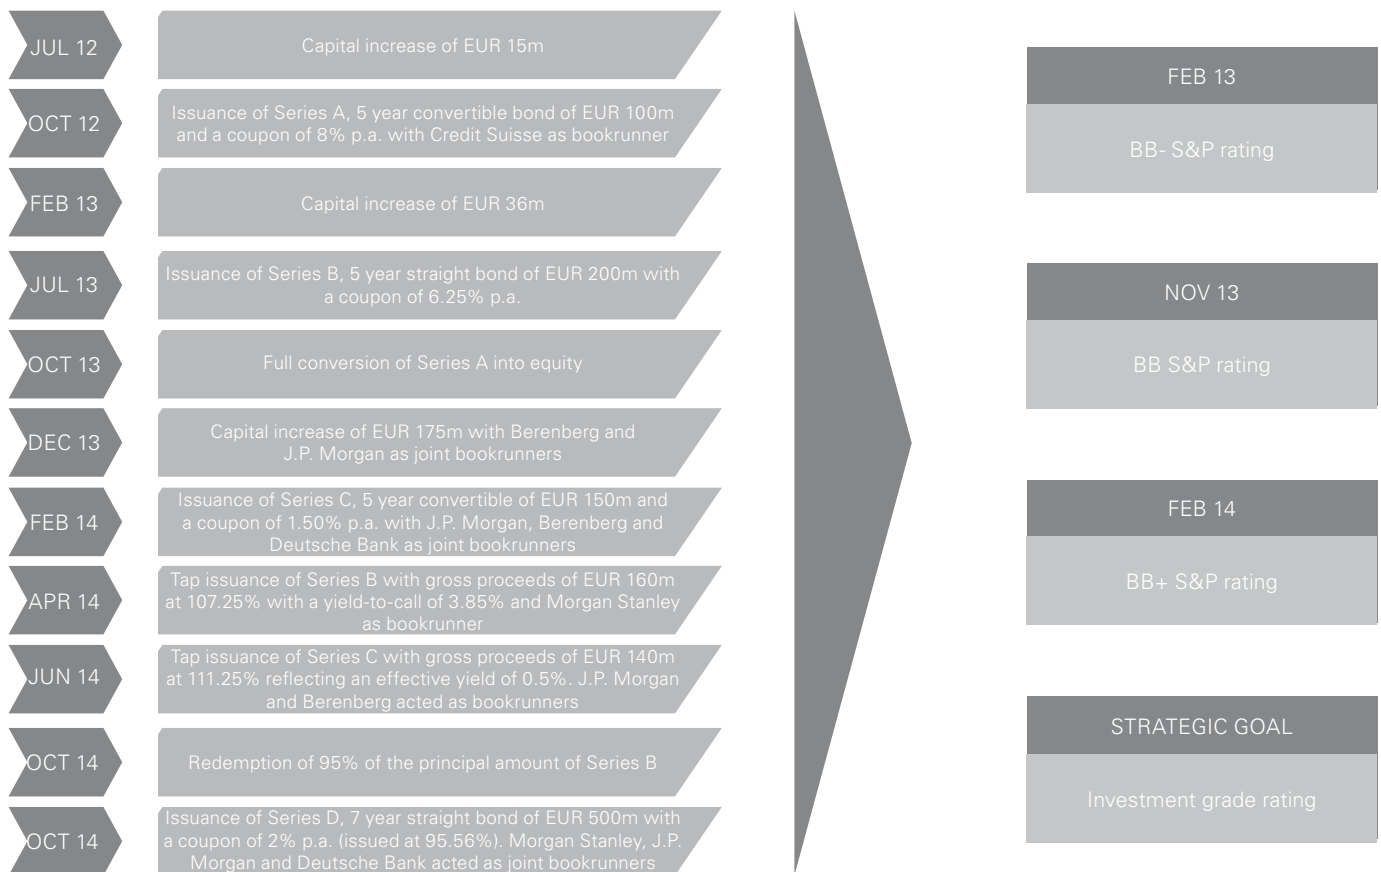 JUL 12
Capital increase of EUR 15m
OCT 12
Issuance of Series A, 5 year convertible bond of EUR 100m
and a coupon of 8% p.a. with Credit Suisse as bookrunner
FEB 13
Capital increase of EUR 36m
JUL 13
Issuance of Series B, 5 year straight bond of EUR 200m with
a coupon of 6.25% p.a.
OCT 13
Full conversion of Series A into equity
DEC 13
Capital increase of EUR 175m with Berenberg and
J.P. Morgan as joint bookrunners
FEB 14
Issuance of Series C, 5 year convertible of EUR 150m and
a coupon of 1.50% p.a. with J.P. Morgan, Berenberg and
Deutsche Bank as joint bookrunners
APR 14
Tap issuance of Series B with gross proceeds of EUR 160m
at 107.25% with a yield-to-call of 3.85% and Morgan Stanley
as bookrunner
JUN 14
Tap issuance of Series C with gross proceeds of EUR 140m
at 111.25% reflecting an effective yield of 0.5%. J.P. Morgan
and Berenberg acted as bookrunners
OCT 14
Redemption of 95% of the principal amount of Series B
OCT 14
Issuance of Series D, 7 year straight bond of EUR 500m with
a coupon of 2% p.a. (issued at 95.56%). Morgan Stanley, J.P.
Morgan and Deutsche Bank acted as joint bookrunners
FEB 13
BB- S&P rating
NOV 13
BB S&P rating
FEB 14
BB+ S&P rating
STRATEGIC GOAL
Investment grade rating